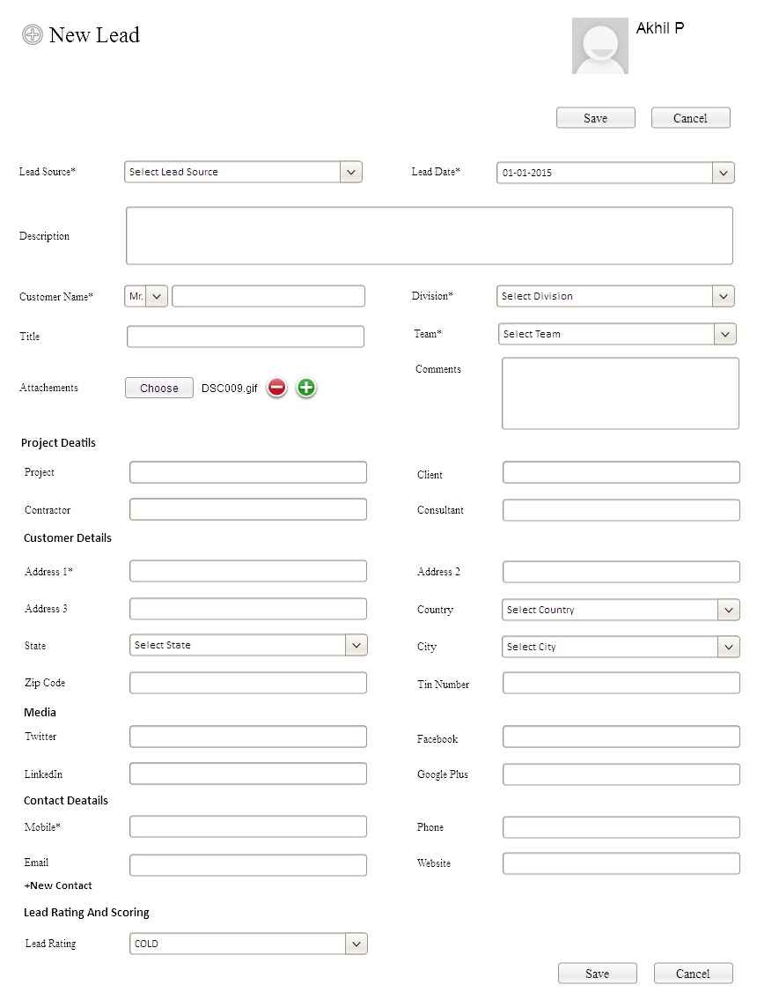 New Lead
Akhil P
Save Cancel
Lead Source* Select Lead Source Lead Date* 01-01-2015
Description
Customer Name* Mr. Division* Select Division
Title Team* Select Team
Comments
Attachements Choose DSC009.gif
Project Deatils
Project Client
Contractor Consultant
Customer Details
Address 1* Address 2
Address 3 Country Select Country
State Select State City Select City
Zip Code Tin Number
Media
Twitter Facebook
LinkedIn Google Plus
Contact Deatails
Mobile* Phone
Email Website
+New Contact
Lead Rating And Scoring
Lead Rating COLD
Save Cancel